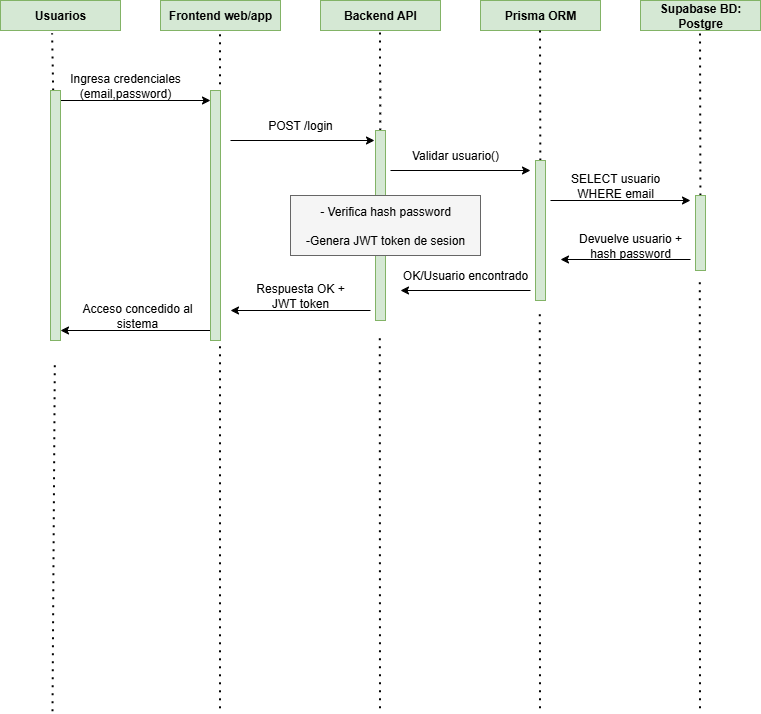 Usuarios
Frontend web/app
Backend API
Prisma ORM
Supabase BD:
Postgre
Ingresa credenciales
(email,password)
POST /login
Validar usuario()
SELECT usuario
WHERE email
- Verifica hash password
-Genera JWT token de sesion
Devuelve usuario +
hash password
OK/Usuario encontrado
Respuesta OK +
JWT token
Acceso concedido al
sistema